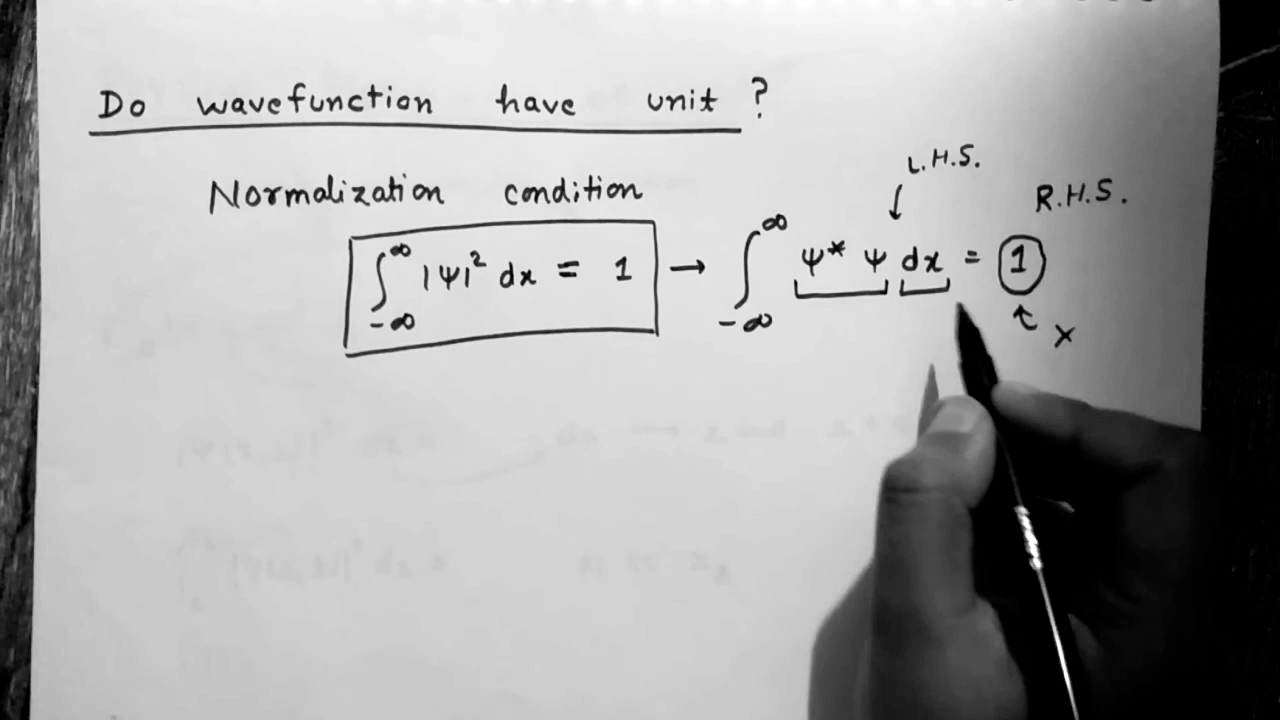 Do wavefunction have unit ?
Normalization condition
L.H.S.
R.H.S.
∫_{-∞}^{∞} |Ψ|² dx = 1 → ∫_{-∞}^{∞} Ψ* Ψ dx = 1
x